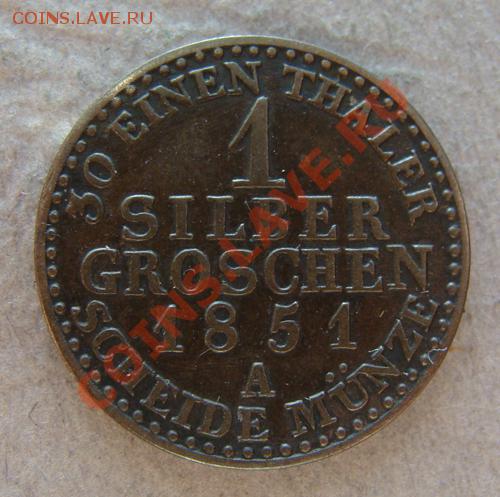 COINS.LAVE.RU
30 EINEN THALER
1
SILBER
GROSCHEN
1851
A
SCHEIDE MÜNZE
COINS.LAVE.RU